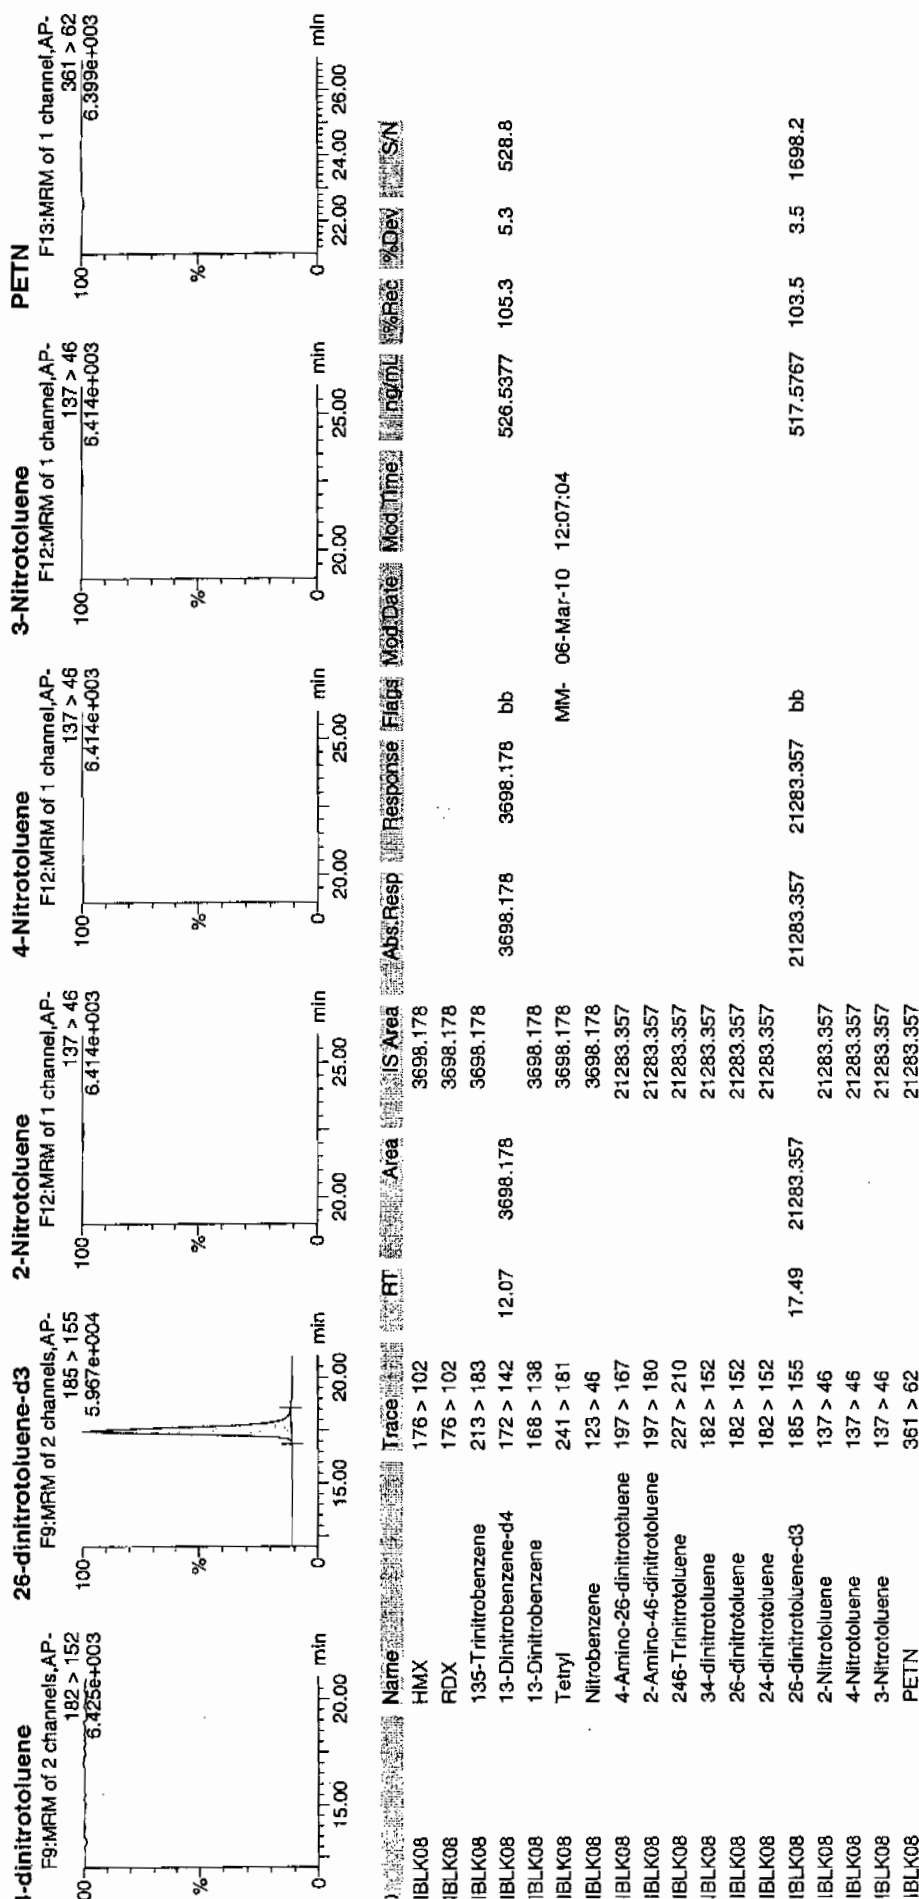 4-dinitrotoluene
F9:MRM of 2 channels,AP-
182 > 152
6.425e+003
00
%
0
15.00 20.00 min
26-dinitrotoluene-d3
F9:MRM of 2 channels,AP-
185 > 155
5.967e+004
100
%
0
15.00 20.00 min
2-Nitrotoluene
F12:MRM of 1 channel,AP-
137 > 46
6.414e+003
100
%
0
20.00 25.00 min
4-Nitrotoluene
F12:MRM of 1 channel,AP-
137 > 46
6.414e+003
100
%
0
20.00 25.00 min
3-Nitrotoluene
F12:MRM of 1 channel,AP-
137 > 46
6.414e+003
100
%
0
20.00 25.00 min
PETN
F13:MRM of 1 channel,AP-
361 > 62
6.399e+003
100
%
0
22.00 24.00 26.00 min
Name Trace RT Area IS Area Abs.Resp Response Flags Mod.Date Mod.Time ng/mL %Rec %Dev S/N
IBLK08 HMX 176 > 102 3698.178
IBLK08 RDX 176 > 102 3698.178
IBLK08 135-Trinitrobenzene 213 > 183 3698.178
IBLK08 13-Dinitrobenzene-d4 172 > 142 12.07 3698.178 3698.178 3698.178 bb 526.5377 105.3 5.3 528.8
IBLK08 13-Dinitrobenzene 168 > 138 3698.178
IBLK08 Tetryl 241 > 181 3698.178 MM- 06-Mar-10 12:07:04
IBLK08 Nitrobenzene 123 > 46 3698.178
IBLK08 4-Amino-26-dinitrotoluene 197 > 167 21283.357
IBLK08 2-Amino-46-dinitrotoluene 197 > 180 21283.357
IBLK08 246-Trinitrotoluene 227 > 210 21283.357
IBLK08 34-dinitrotoluene 182 > 152 21283.357
IBLK08 26-dinitrotoluene 182 > 152 21283.357
IBLK08 24-dinitrotoluene 182 > 152 21283.357
IBLK08 26-dinitrotoluene-d3 185 > 155 17.49 21283.357 21283.357 21283.357 bb 517.5767 103.5 3.5 1698.2
IBLK08 2-Nitrotoluene 137 > 46 21283.357
IBLK08 4-Nitrotoluene 137 > 46 21283.357
IBLK08 3-Nitrotoluene 137 > 46 21283.357
IBLK08 PETN 361 > 62 21283.357